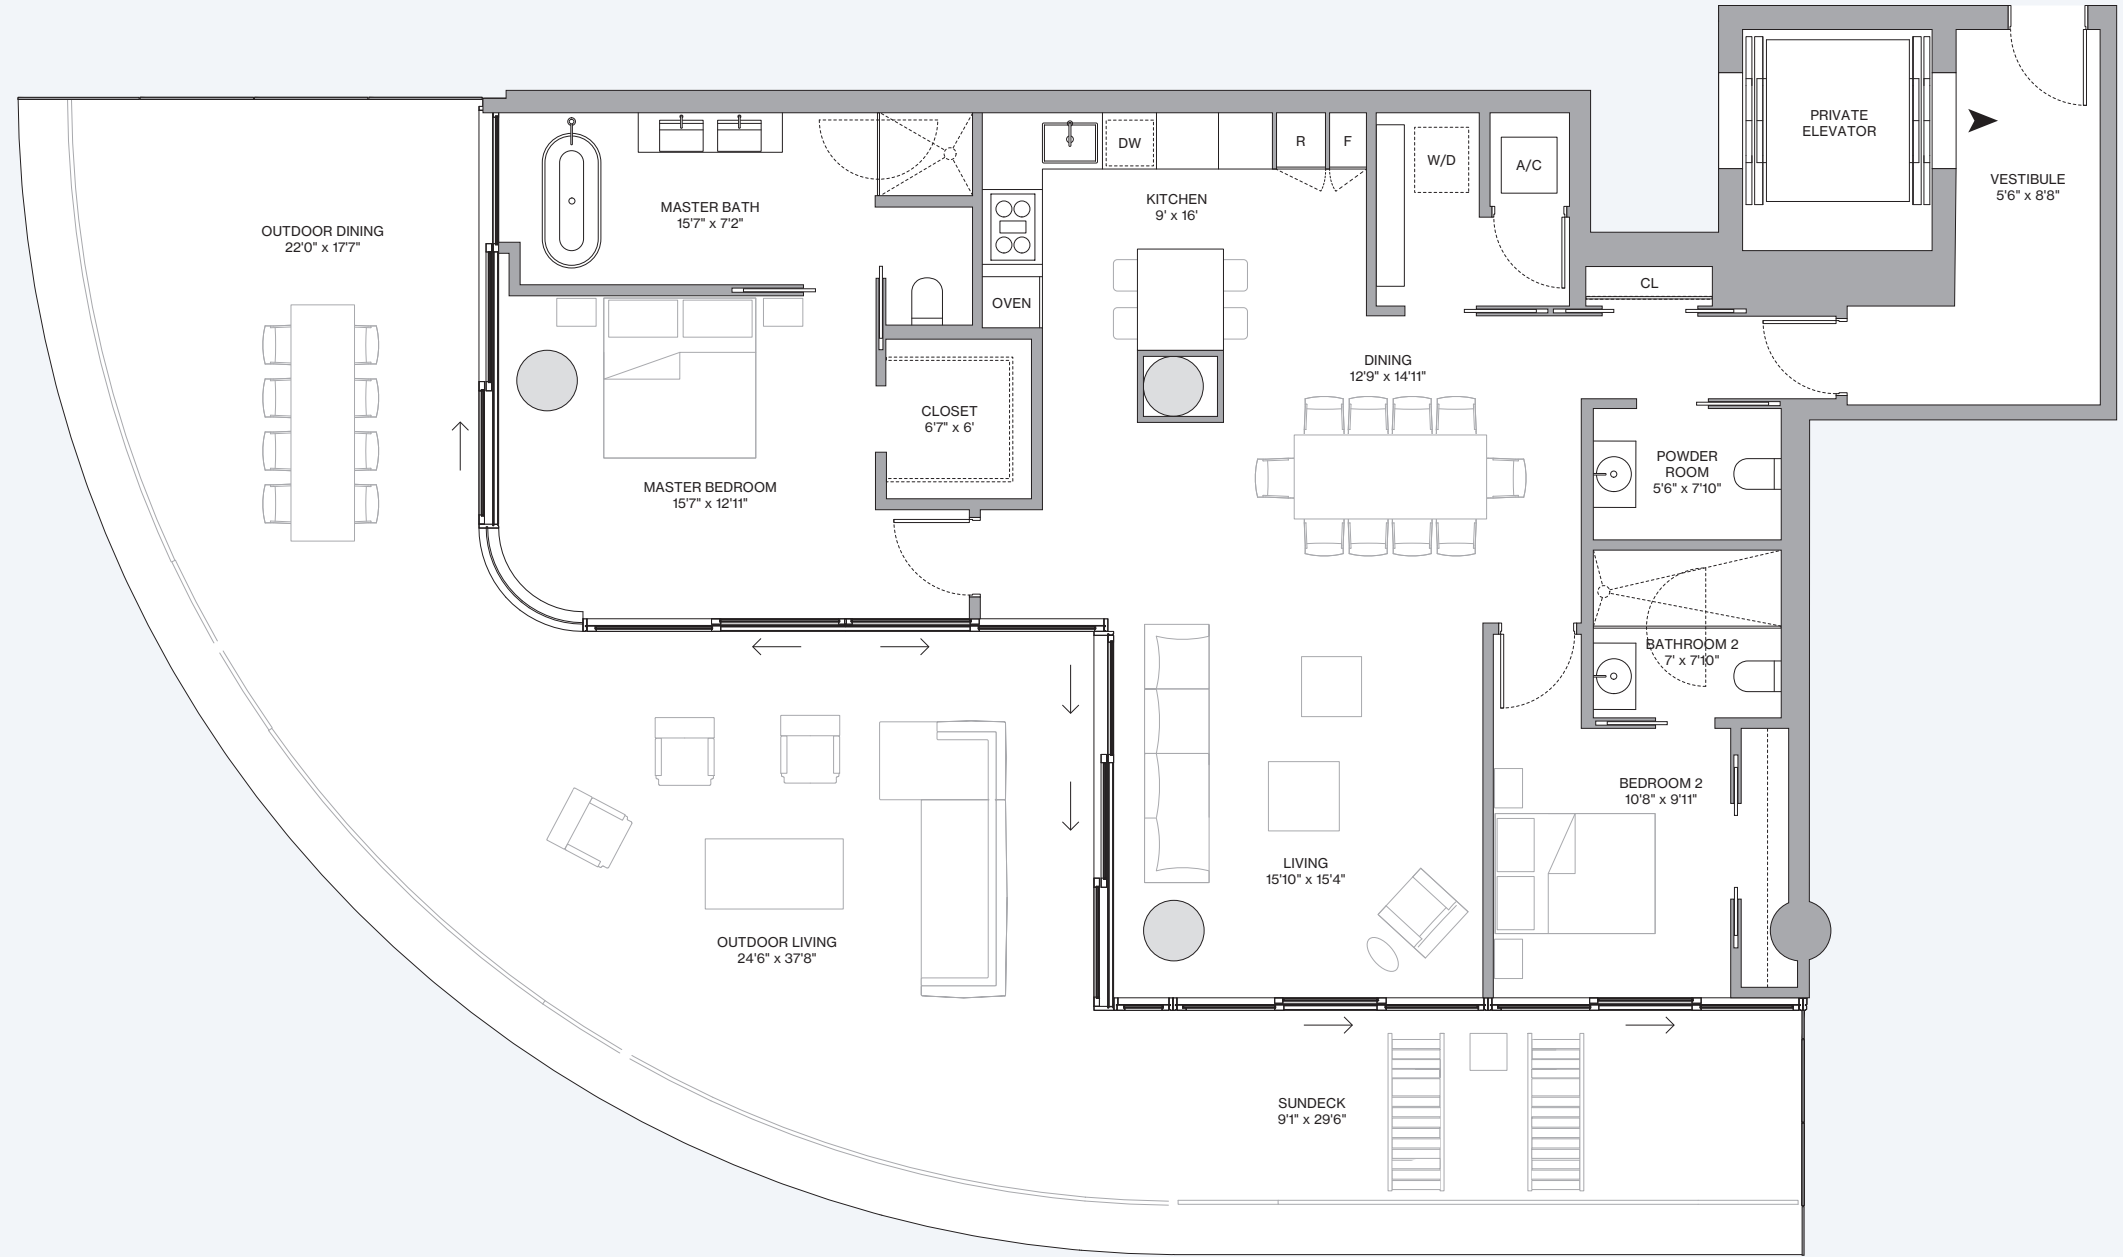 PRIVATE
ELEVATOR
VESTIBULE
5'6" x 8'8"
OUTDOOR DINING
22'0" x 17'7"
MASTER BATH
15'7" x 7'2"
DW
R
F
W/D
A/C
KITCHEN
9' x 16'
OVEN
CL
DINING
12'9" x 14'11"
CLOSET
6'7" x 6'
MASTER BEDROOM
15'7" x 12'11"
POWDER
ROOM
5'6" x 7'10"
BATHROOM 2
7' x 7'10"
BEDROOM 2
10'8" x 9'11"
LIVING
15'10" x 15'4"
OUTDOOR LIVING
24'6" x 37'8"
SUNDECK
9'1" x 29'6"